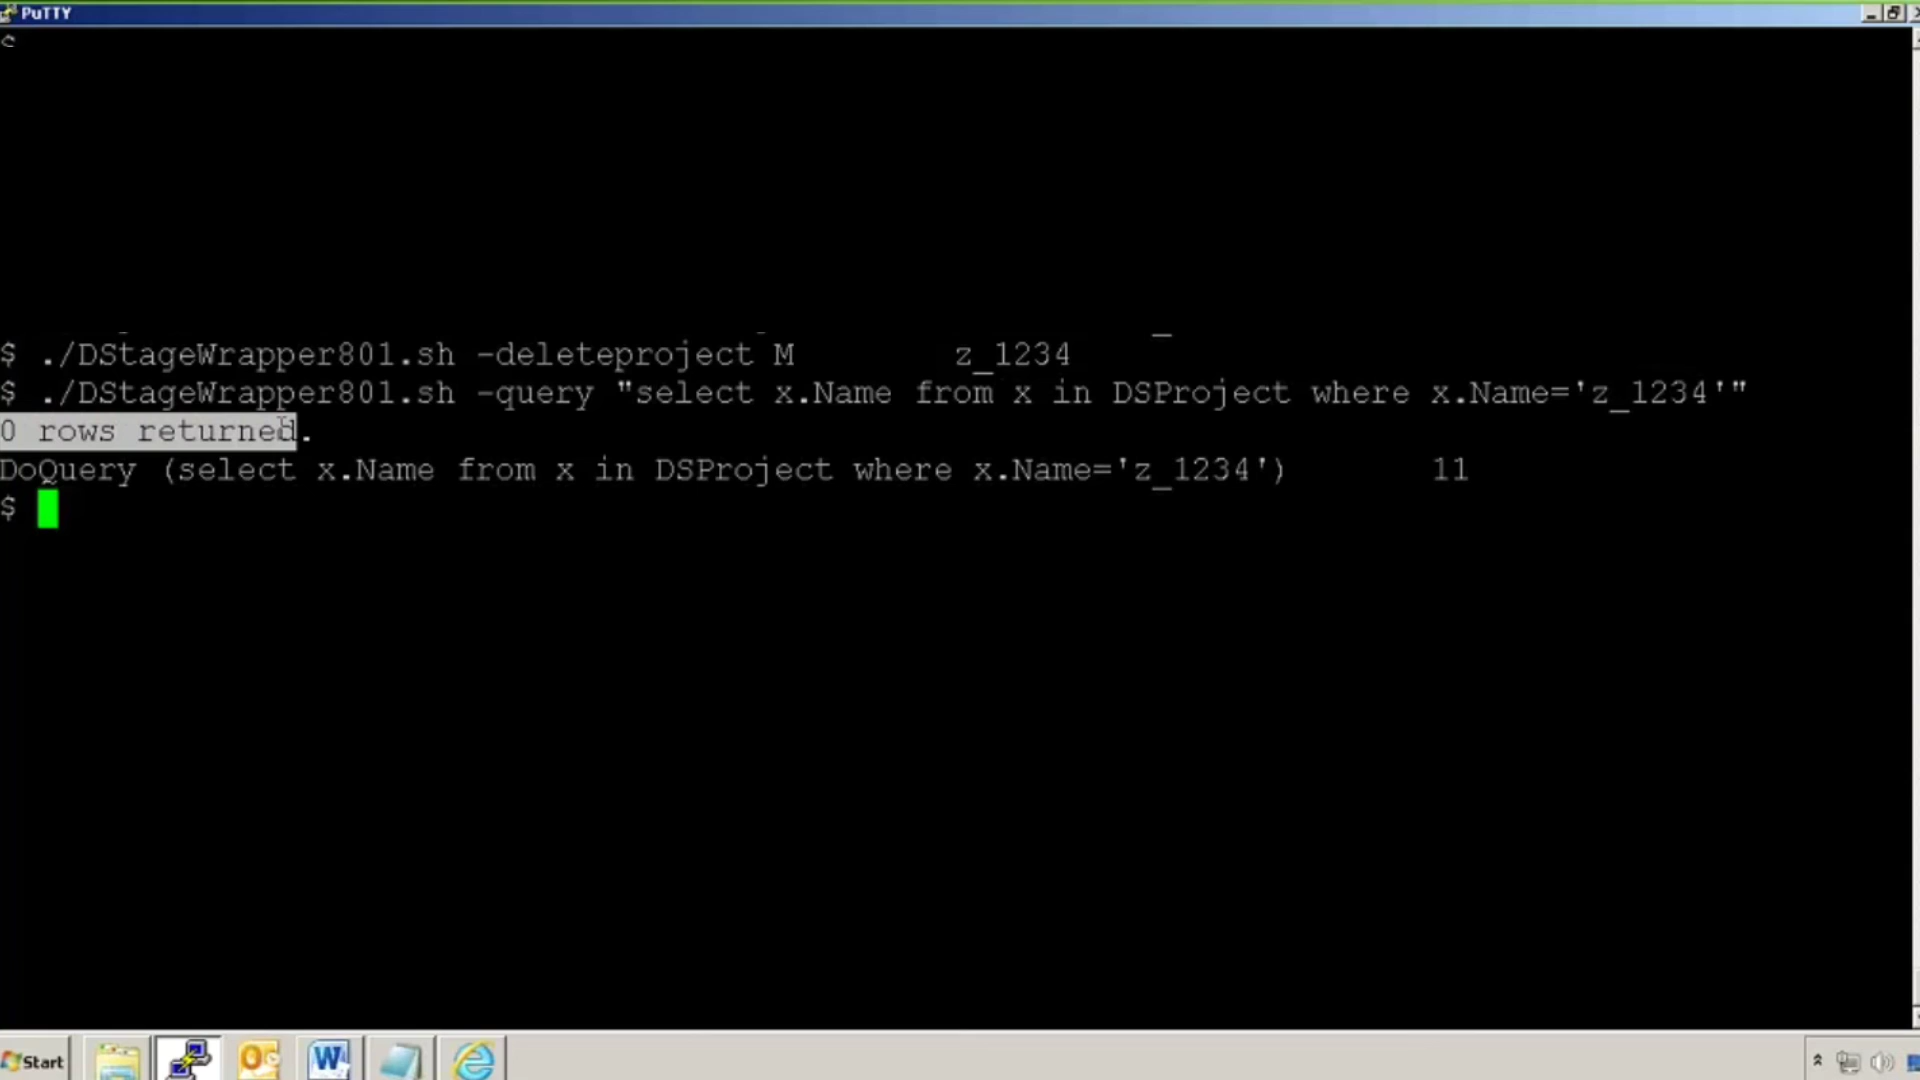 PuTTY
$ ./DStageWrapper801.sh -deleteproject M z_1234
$ ./DStageWrapper801.sh -query "select x.Name from x in DSProject where x.Name='z_1234'"
0 rows returned.
DoQuery (select x.Name from x in DSProject where x.Name='z_1234') 11
$
Start